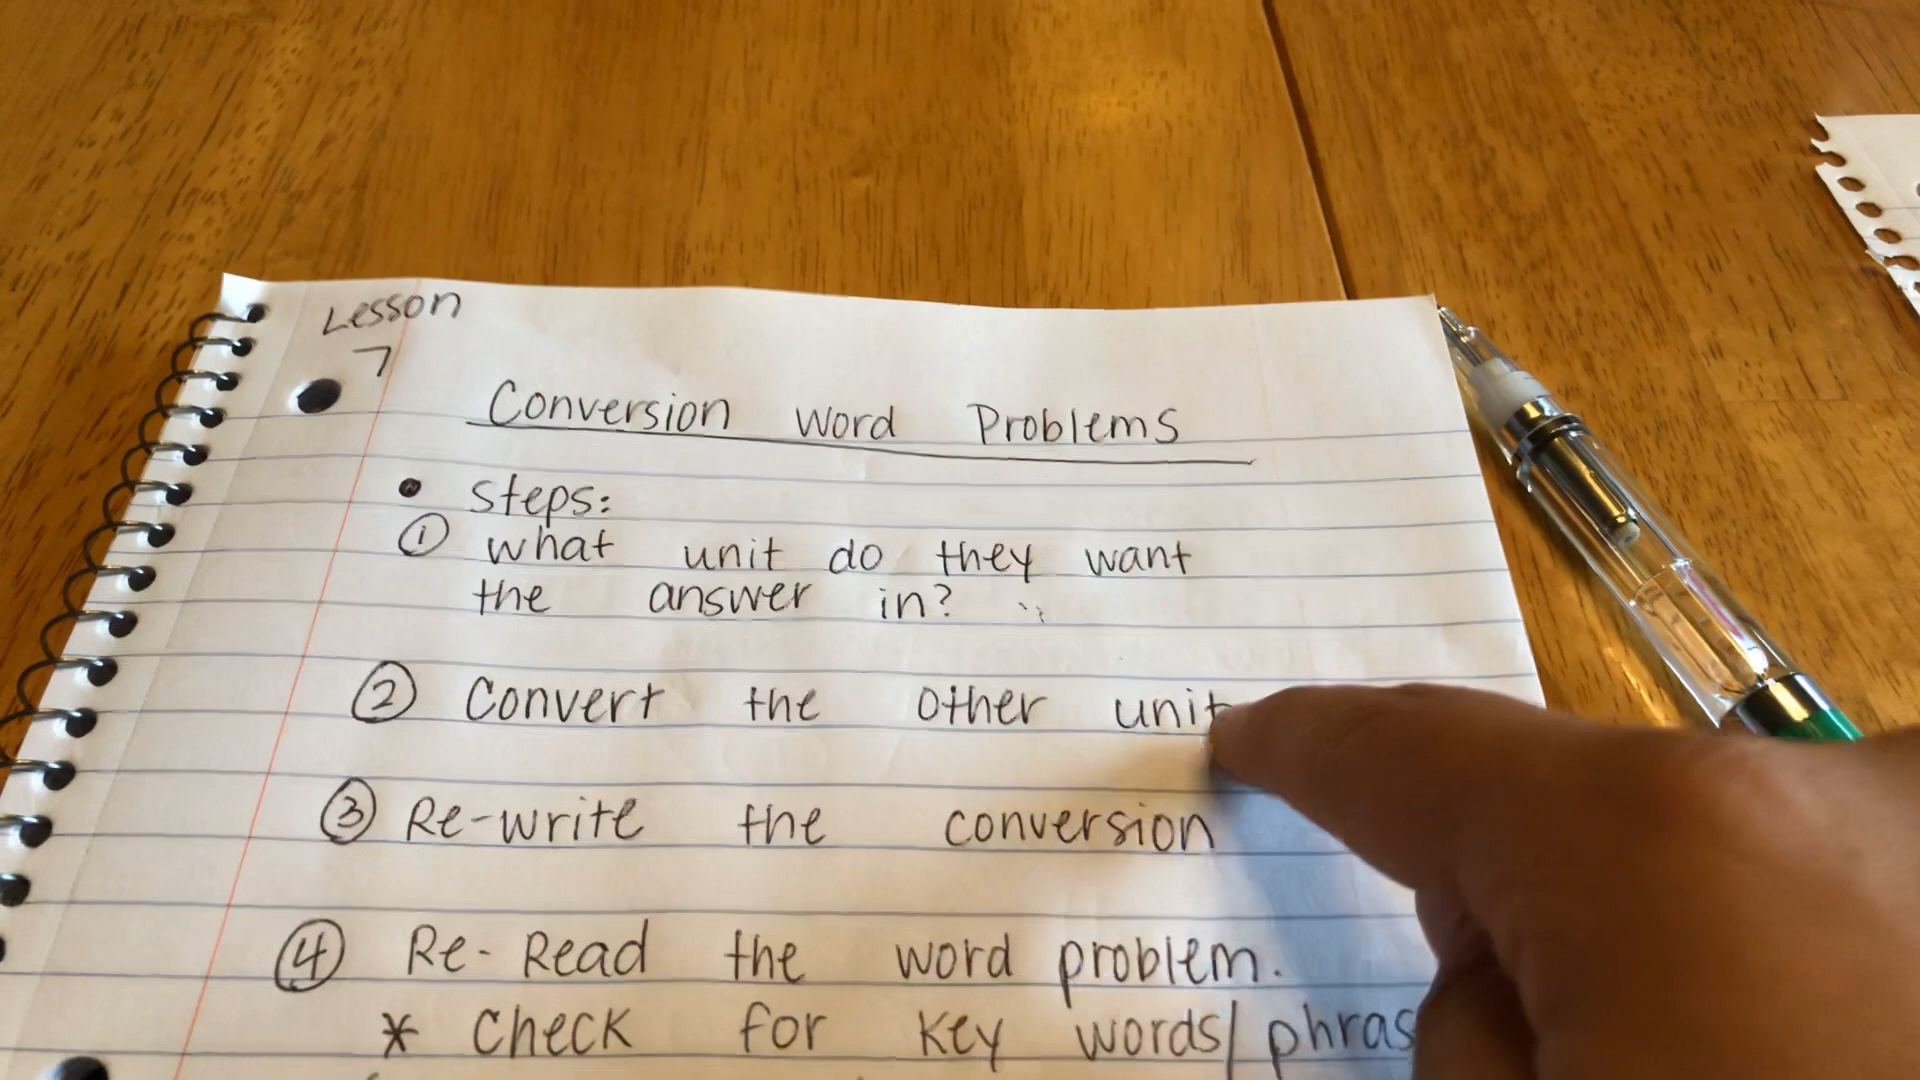 Lesson
7
Conversion Word Problems
• Steps:
① What unit do they want
the answer in?
② Convert the other unit
③ Re-write the conversion
④ Re-Read the word problem.
* Check for key words/